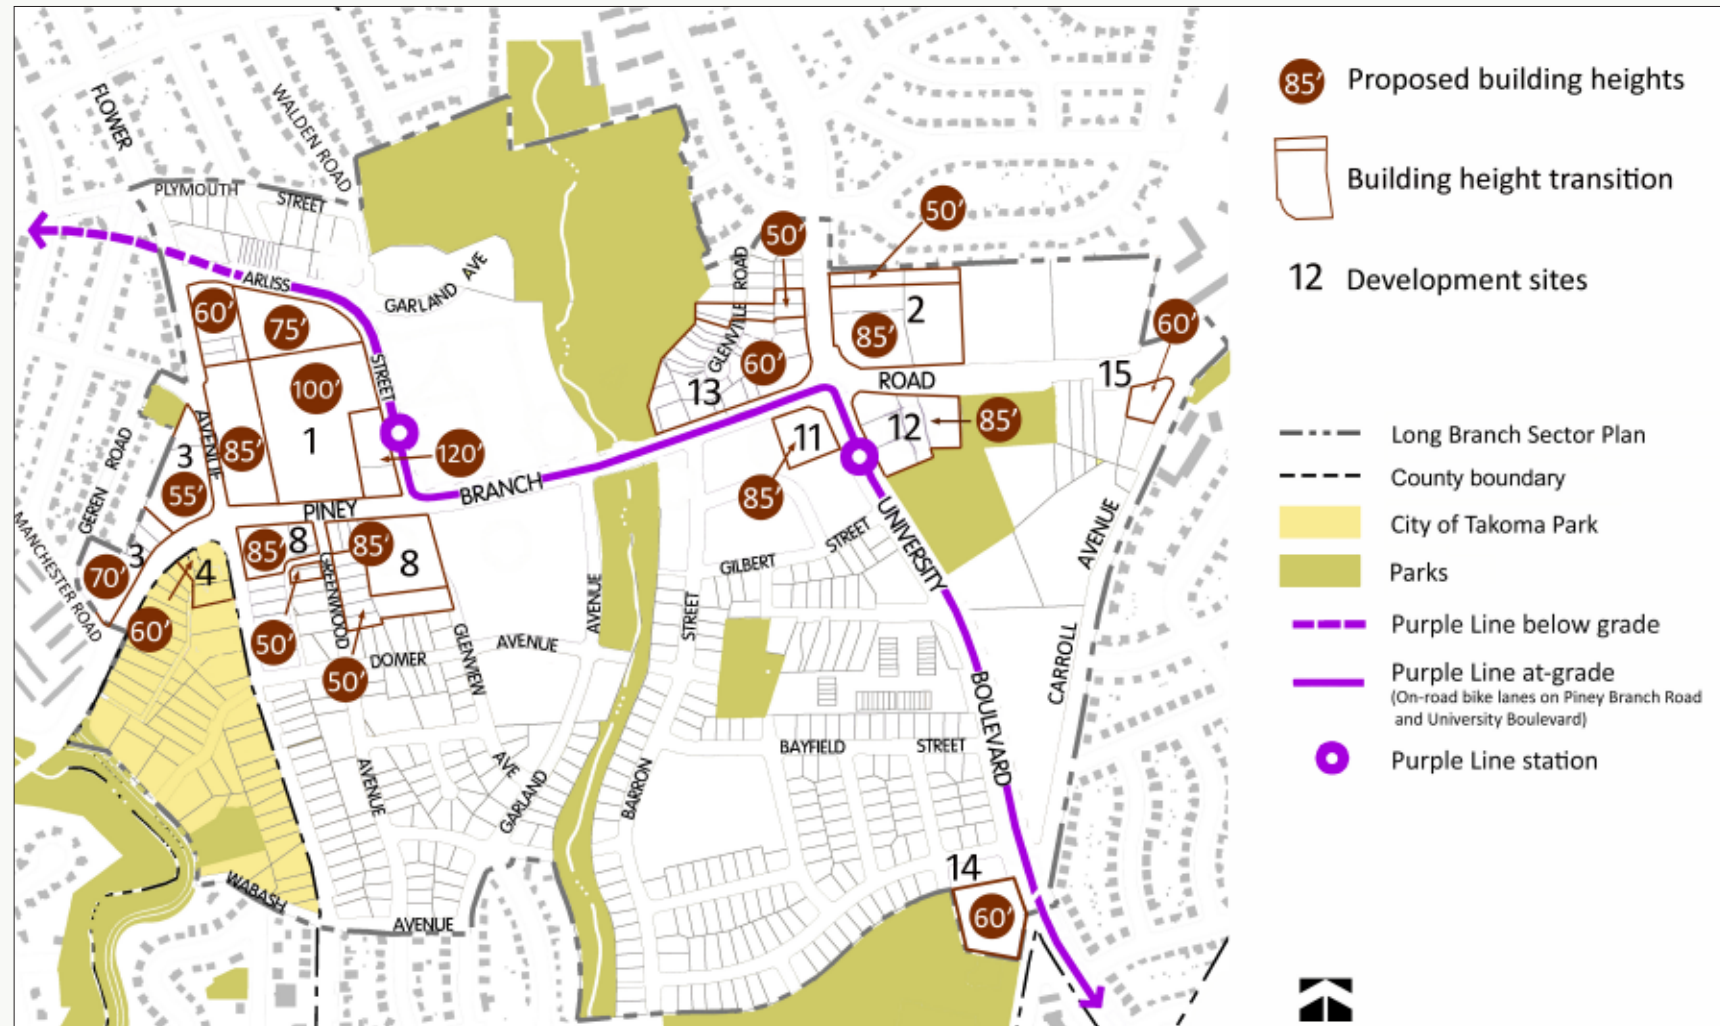 FLOWER
WALDEN ROAD
PLYMOUTH
STREET
ARLISS
STREET
GARLAND AVE
GLENVILLE ROAD
50'
50'
2
85'
60'
15
60'
75'
100'
1
85'
120'
AVENUE
3
55'
GEREN ROAD
MANCHESTER ROAD
3
70'
4
60'
PINEY
BRANCH
ROAD
13
60'
11
85'
12
85'
85'
8
85'
8
GREENWOOD
50'
50'
DOMER
AVENUE
GLENVIEW
AVENUE
STREET
GILBERT
STREET
UNIVERSITY
BOULEVARD
AVENUE
CARROLL
BAYFIELD
STREET
AVENUE
AVE
GARLAND
BARRON
WABASH
AVENUE
14
60'
85' Proposed building heights
Building height transition
12 Development sites
Long Branch Sector Plan
County boundary
City of Takoma Park
Parks
Purple Line below grade
Purple Line at-grade
(On-road bike lanes on Piney Branch Road
and University Boulevard)
Purple Line station